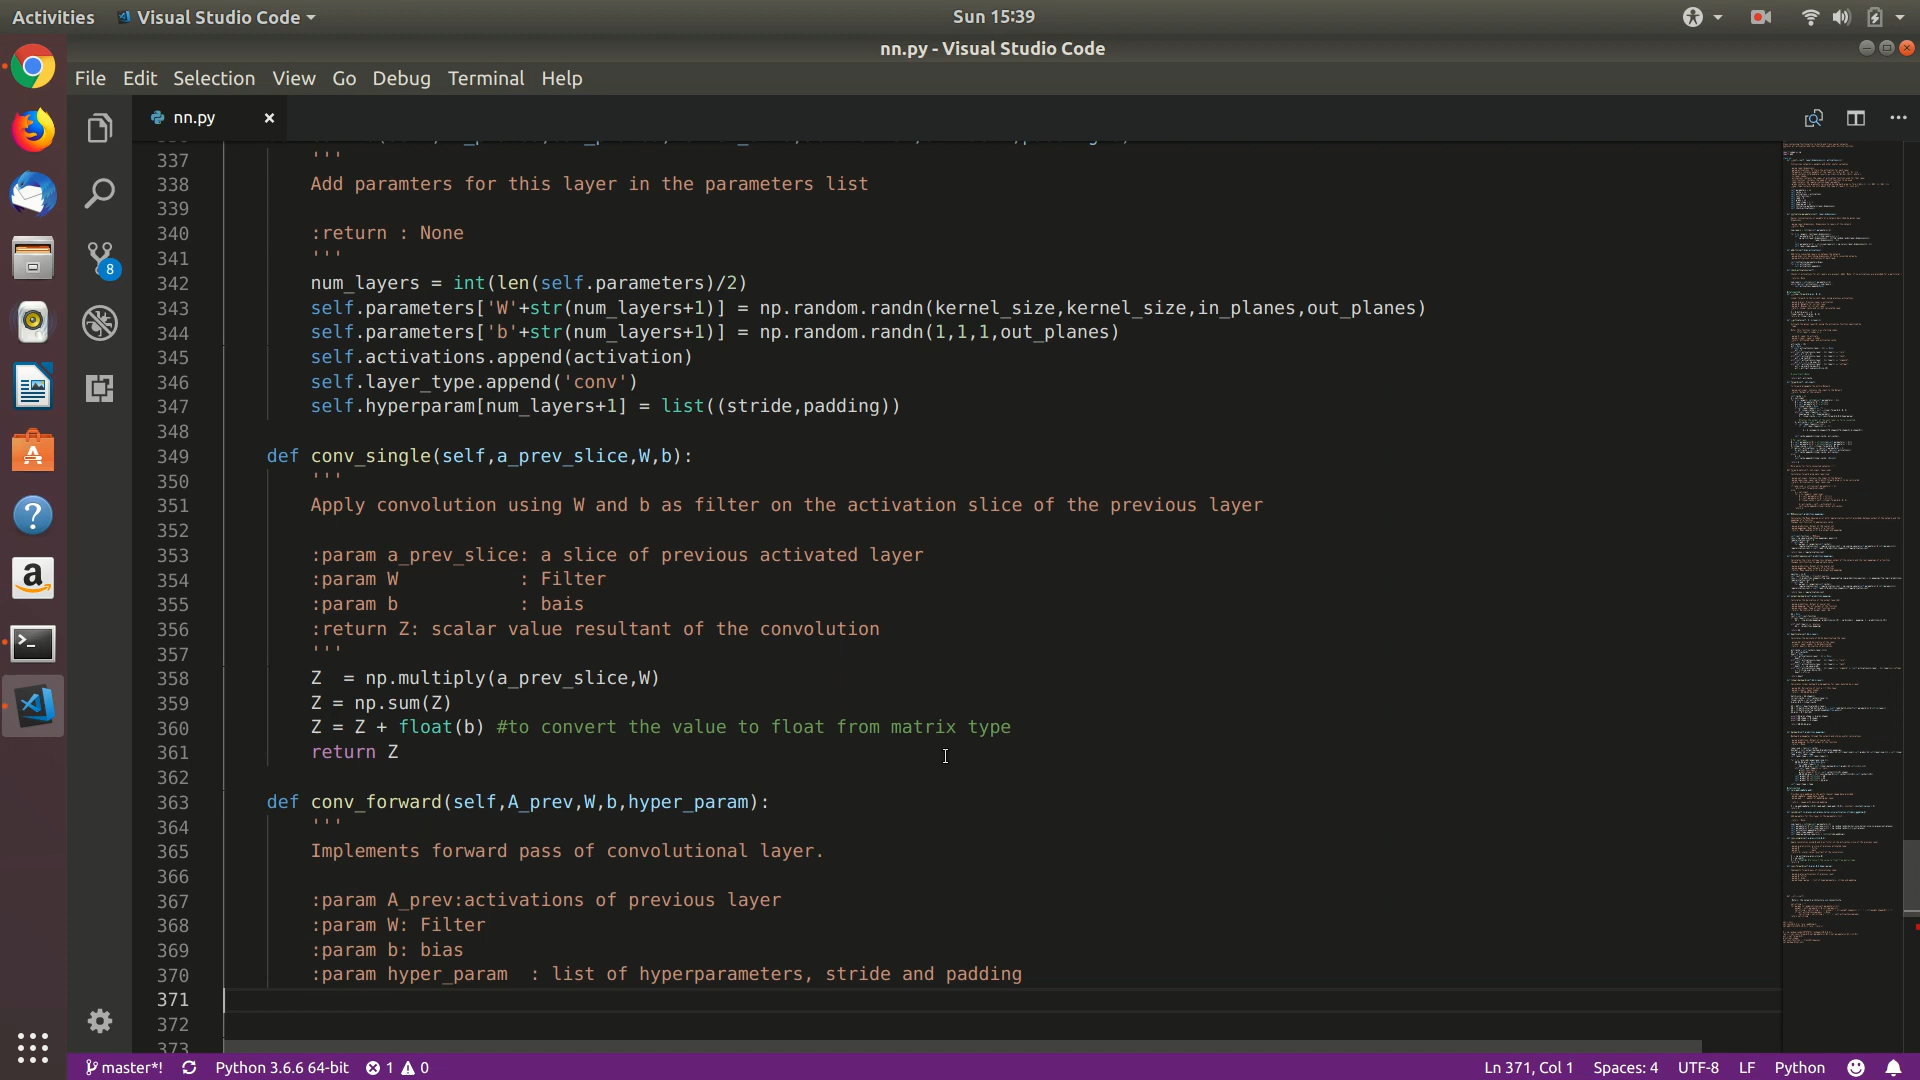 Activities Visual Studio Code Sun 15:39
nn.py - Visual Studio Code
File Edit Selection View Go Debug Terminal Help
nn.py
337 '''
338 Add paramters for this layer in the parameters list
339
340 :return : None
341 '''
342 num_layers = int(len(self.parameters)/2)
343 self.parameters['W'+str(num_layers+1)] = np.random.randn(kernel_size,kernel_size,in_planes,out_planes)
344 self.parameters['b'+str(num_layers+1)] = np.random.randn(1,1,1,out_planes)
345 self.activations.append(activation)
346 self.layer_type.append('conv')
347 self.hyperparam[num_layers+1] = list((stride,padding))
348
349 def conv_single(self,a_prev_slice,W,b):
350 '''
351 Apply convolution using W and b as filter on the activation slice of the previous layer
352
353 :param a_prev_slice: a slice of previous activated layer
354 :param W : Filter
355 :param b : bais
356 :return Z: scalar value resultant of the convolution
357 '''
358 Z = np.multiply(a_prev_slice,W)
359 Z = np.sum(Z)
360 Z = Z + float(b) #to convert the value to float from matrix type
361 return Z
362
363 def conv_forward(self,A_prev,W,b,hyper_param):
364 '''
365 Implements forward pass of convolutional layer.
366
367 :param A_prev:activations of previous layer
368 :param W: Filter
369 :param b: bias
370 :param hyper_param : list of hyperparameters, stride and padding
371
372
373
8
master*! Python 3.6.6 64-bit 1 0 Ln 371, Col 1 Spaces: 4 UTF-8 LF Python